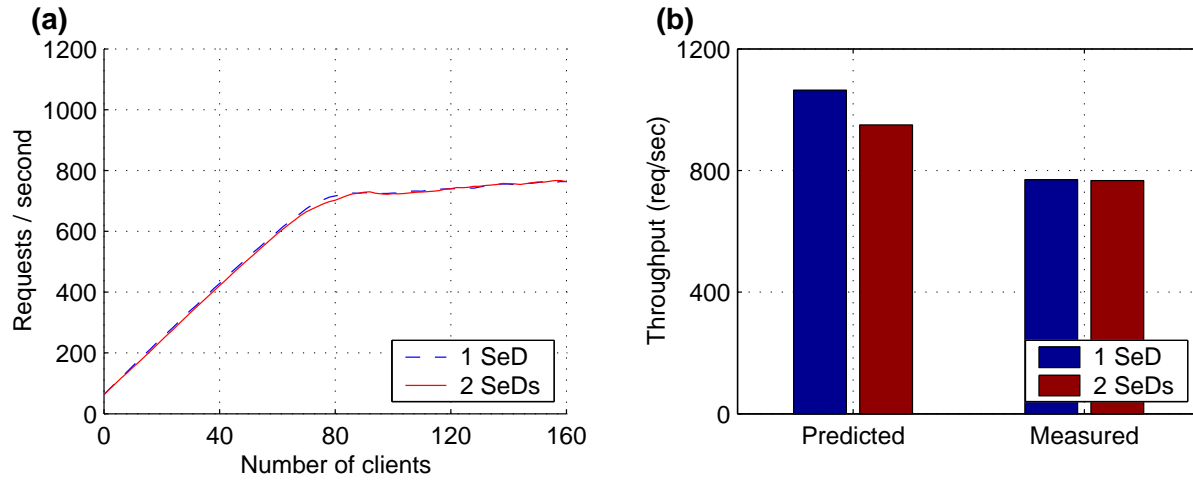 (a)
1200
1000
800
600
400
200
0
Requests / second
0 40 80 120 160
Number of clients
1 SeD
2 SeDs
(b)
1200
800
400
0
Throughput (req/sec)
Predicted Measured
1 SeD
2 SeDs